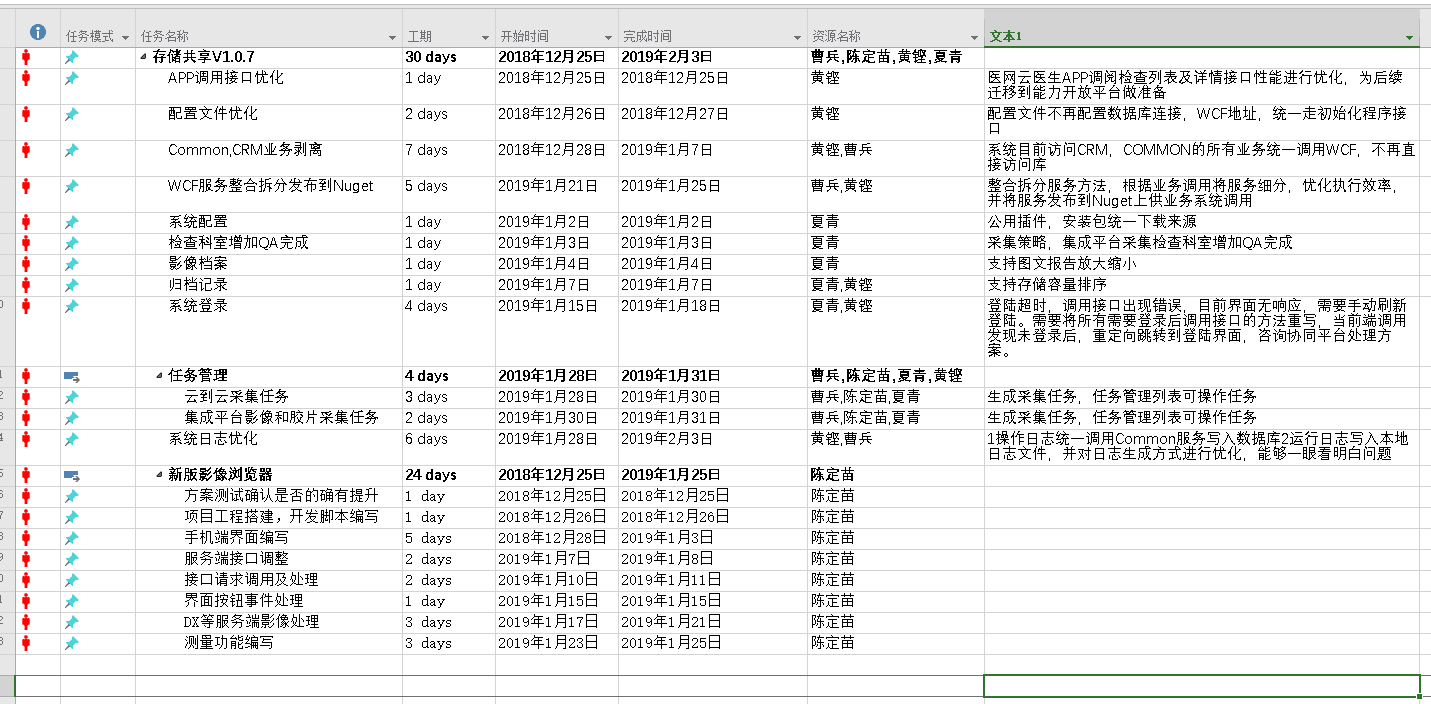 任务模式 任务名称 工期 开始时间 完成时间 资源名称 文本1
存储共享V1.0.7 30 days 2018年12月25日 2019年2月3日 曹兵,陈定苗,黄铿,夏青
APP调用接口忧化 1 day 2018年12月25日 2018年12月25日 黄铿 医网云医生APP调阅检查列表及详情接口性能进行忧化，为后续
迁移到能力开放平台做准备
配置文件忧化 2 days 2018年12月26日 2018年12月27日 黄铿 配置文件不再配置数据库连接，WCF地址，统一走初始化程序接
口
Common,CRM业务剥离 7 days 2018年12月28日 2019年1月7日 黄铿,曹兵 系统目前访问CRM，COMMON的所有业务统一调用WCF，不再直
接访问库
WCF服务整合拆分发布到Nuget 5 days 2019年1月21日 2019年1月25日 曹兵,黄铿 整合拆分服务方法，根据业务调用将服务细分，优化执行效率，
并将服务发布到Nuget上供业务系统调用
系统配置 1 day 2019年1月2日 2019年1月2日 夏青 公用插件，安装包统一下载来源
检查科室增加QA完成 1 day 2019年1月3日 2019年1月3日 夏青 采集策略，集成平台采集检查科室增加QA完成
影像档案 1 day 2019年1月4日 2019年1月4日 夏青 支持图文报告放大缩小
归档记录 1 day 2019年1月7日 2019年1月7日 夏青,黄铿 支持存储容量排序
0 系统登录 4 days 2019年1月15日 2019年1月18日 夏青,黄铿 登陆超时，调用接口出现错误，目前界面无响应，需要手动刷新
登陆。需要将所有需要登录后调用接口的方法重写，当前端调用
发现未登录后，重定向跳转到登陆界面，咨询协同平台处理方
案。
1 任务管理 4 days 2019年1月28日 2019年1月31日 曹兵,陈定苗,夏青,黄铿
2 云到云采集任务 3 days 2019年1月28日 2019年1月30日 曹兵,陈定苗,夏青 生成采集任务，任务管理列表可操作任务
3 集成平台影像和胶片采集任务 2 days 2019年1月30日 2019年1月31日 曹兵,陈定苗,夏青 生成采集任务，任务管理列表可操作任务
4 系统日志忧化 6 days 2019年1月28日 2019年2月3日 黄铿,曹兵 1操作日志统一调用Common服务写入数据库2运行日志写入本地
日志文件，并对日志生成方式进行优化，能够一眼看明白问题
5 新版影像浏览器 24 days 2018年12月25日 2019年1月25日 陈定苗
6 方案测试确认是否的确有提升 1 day 2018年12月25日 2018年12月25日 陈定苗
7 项目工程搭建，开发脚本编写 1 day 2018年12月26日 2018年12月26日 陈定苗
8 手机端界面编写 5 days 2018年12月28日 2019年1月3日 陈定苗
9 服务端接口调整 2 days 2019年1月7日 2019年1月8日 陈定苗
0 接口请求调用及处理 2 days 2019年1月10日 2019年1月11日 陈定苗
1 界面按钮事件处理 1 day 2019年1月15日 2019年1月15日 陈定苗
2 DX等服务端影像处理 3 days 2019年1月17日 2019年1月21日 陈定苗
3 测量功能编写 3 days 2019年1月23日 2019年1月25日 陈定苗